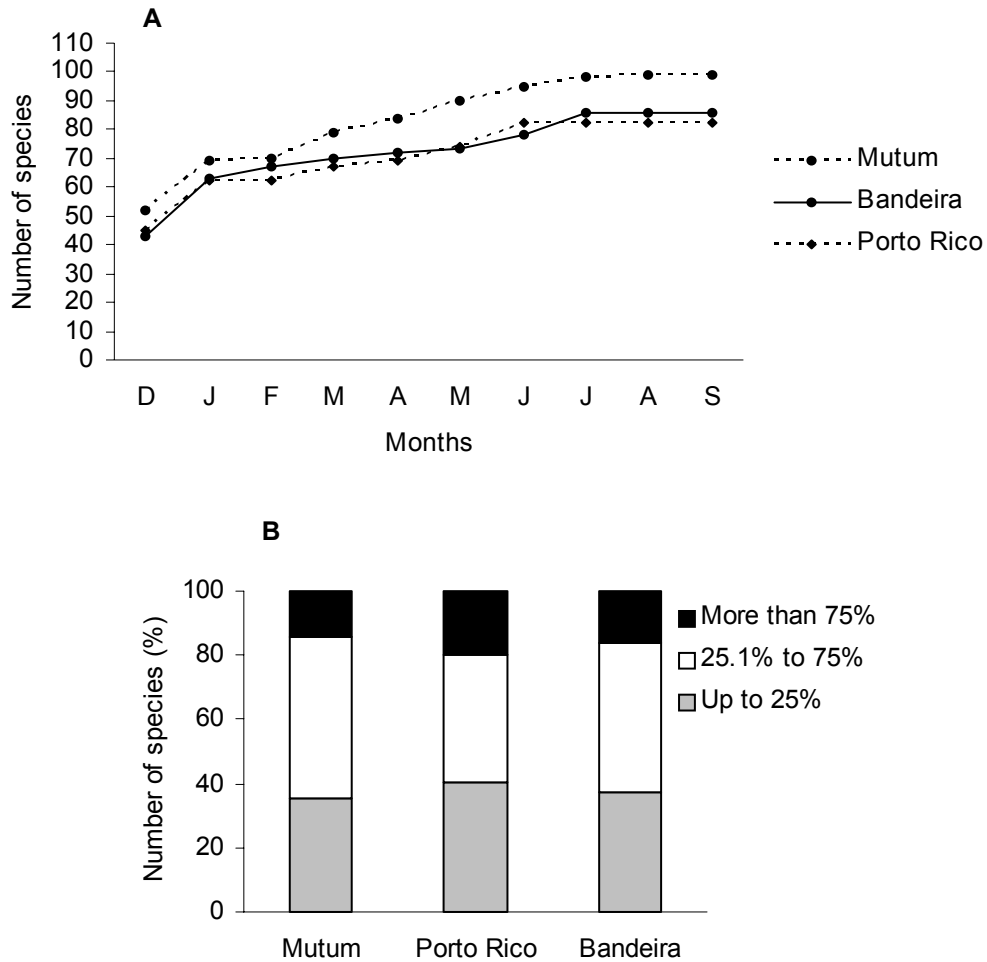 A
110
100
90
80
70
60
50
40
30
20
10
0
Number of species
D J F M A M J J A S
Months
Mutum
Bandeira
Porto Rico
B
100
80
60
40
20
0
Number of species (%)
Mutum Porto Rico Bandeira
More than 75%
25.1% to 75%
Up to 25%